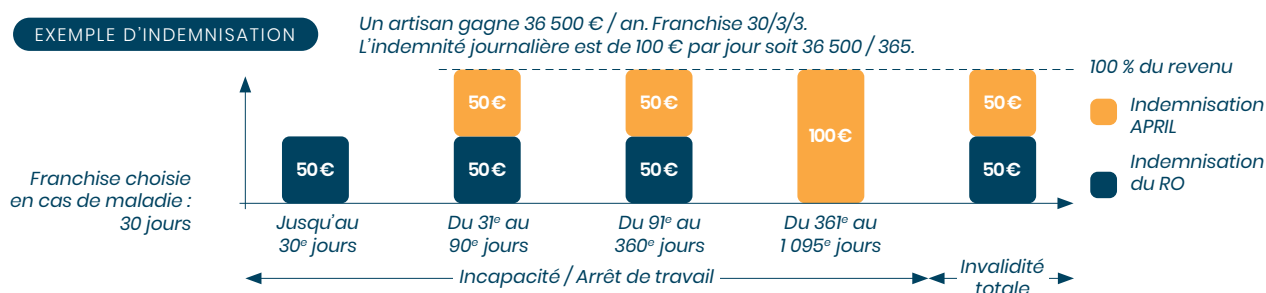 EXEMPLE D'INDEMNISATION
Un artisan gagne 36 500 € / an. Franchise 30/3/3.
L'indemnité journalière est de 100 € par jour soit 36 500 / 365.
100 % du revenu
50 €
50 €
100 €
50 €
Indemnisation
APRIL
50 €
50 €
50 €
50 €
Indemnisation
du RO
Franchise choisie
en cas de maladie :
30 jours
Jusqu'au
30e jours
Du 31e au
90e jours
Du 91e au
360e jours
Du 361e au
1 095e jours
Incapacité / Arrêt de travail
Invalidité
totale